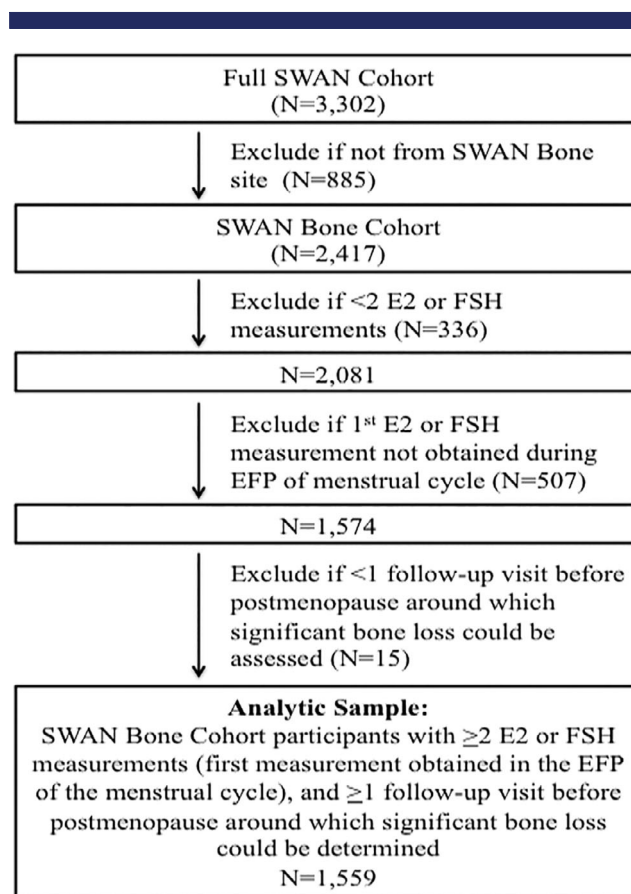 Full SWAN Cohort
(N=3,302)
Exclude if not from SWAN Bone
site (N=885)
SWAN Bone Cohort
(N=2,417)
Exclude if <2 E2 or FSH
measurements (N=336)
N=2,081
Exclude if 1st E2 or FSH
measurement not obtained during
EFP of menstrual cycle (N=507)
N=1,574
Exclude if <1 follow-up visit before
postmenopause around which
significant bone loss could be
assessed (N=15)
Analytic Sample:
SWAN Bone Cohort participants with ≥2 E2 or FSH
measurements (first measurement obtained in the EFP
of the menstrual cycle), and ≥1 follow-up visit before
postmenopause around which significant bone loss
could be determined
N=1,559